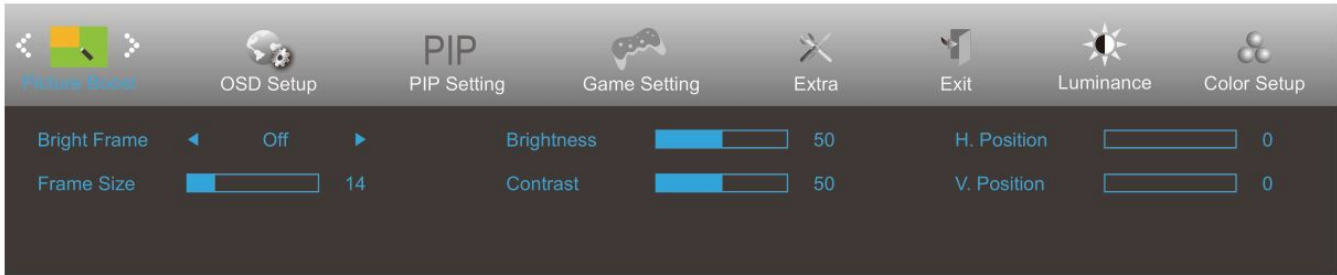 PIP
Picture Boost OSD Setup PIP Setting Game Setting Extra Exit Luminance Color Setup
Bright Frame Off Brightness 50 H. Position 0
Frame Size 14 Contrast 50 V. Position 0